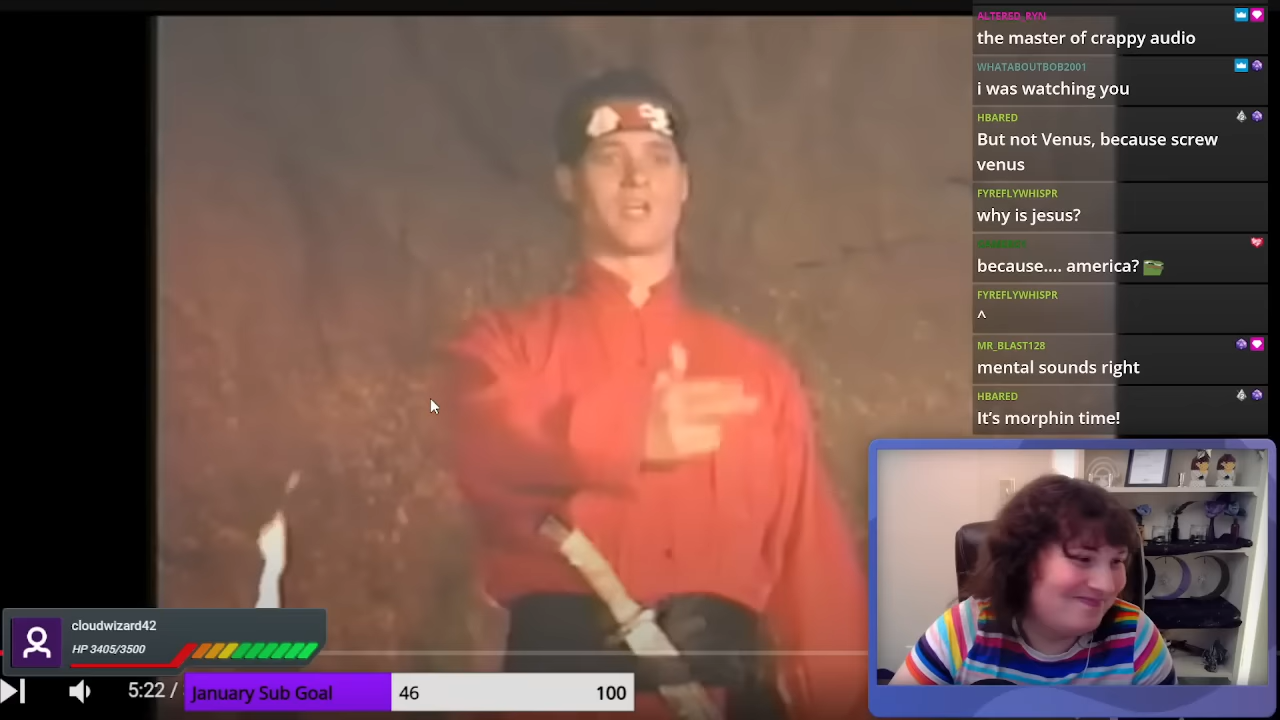 ALTERED_RYN
the master of crappy audio
WHATABOUTBOB2001
i was watching you
HBARED
But not Venus, because screw
venus
FYREFLYWHISPR
why is jesus?
because.... america?
FYREFLYWHISPR
^
MR_BLAST128
mental sounds right
HBARED
It's morphin time!
cloudwizard42
HP 3405/3500
5:22 /
January Sub Goal
46
100